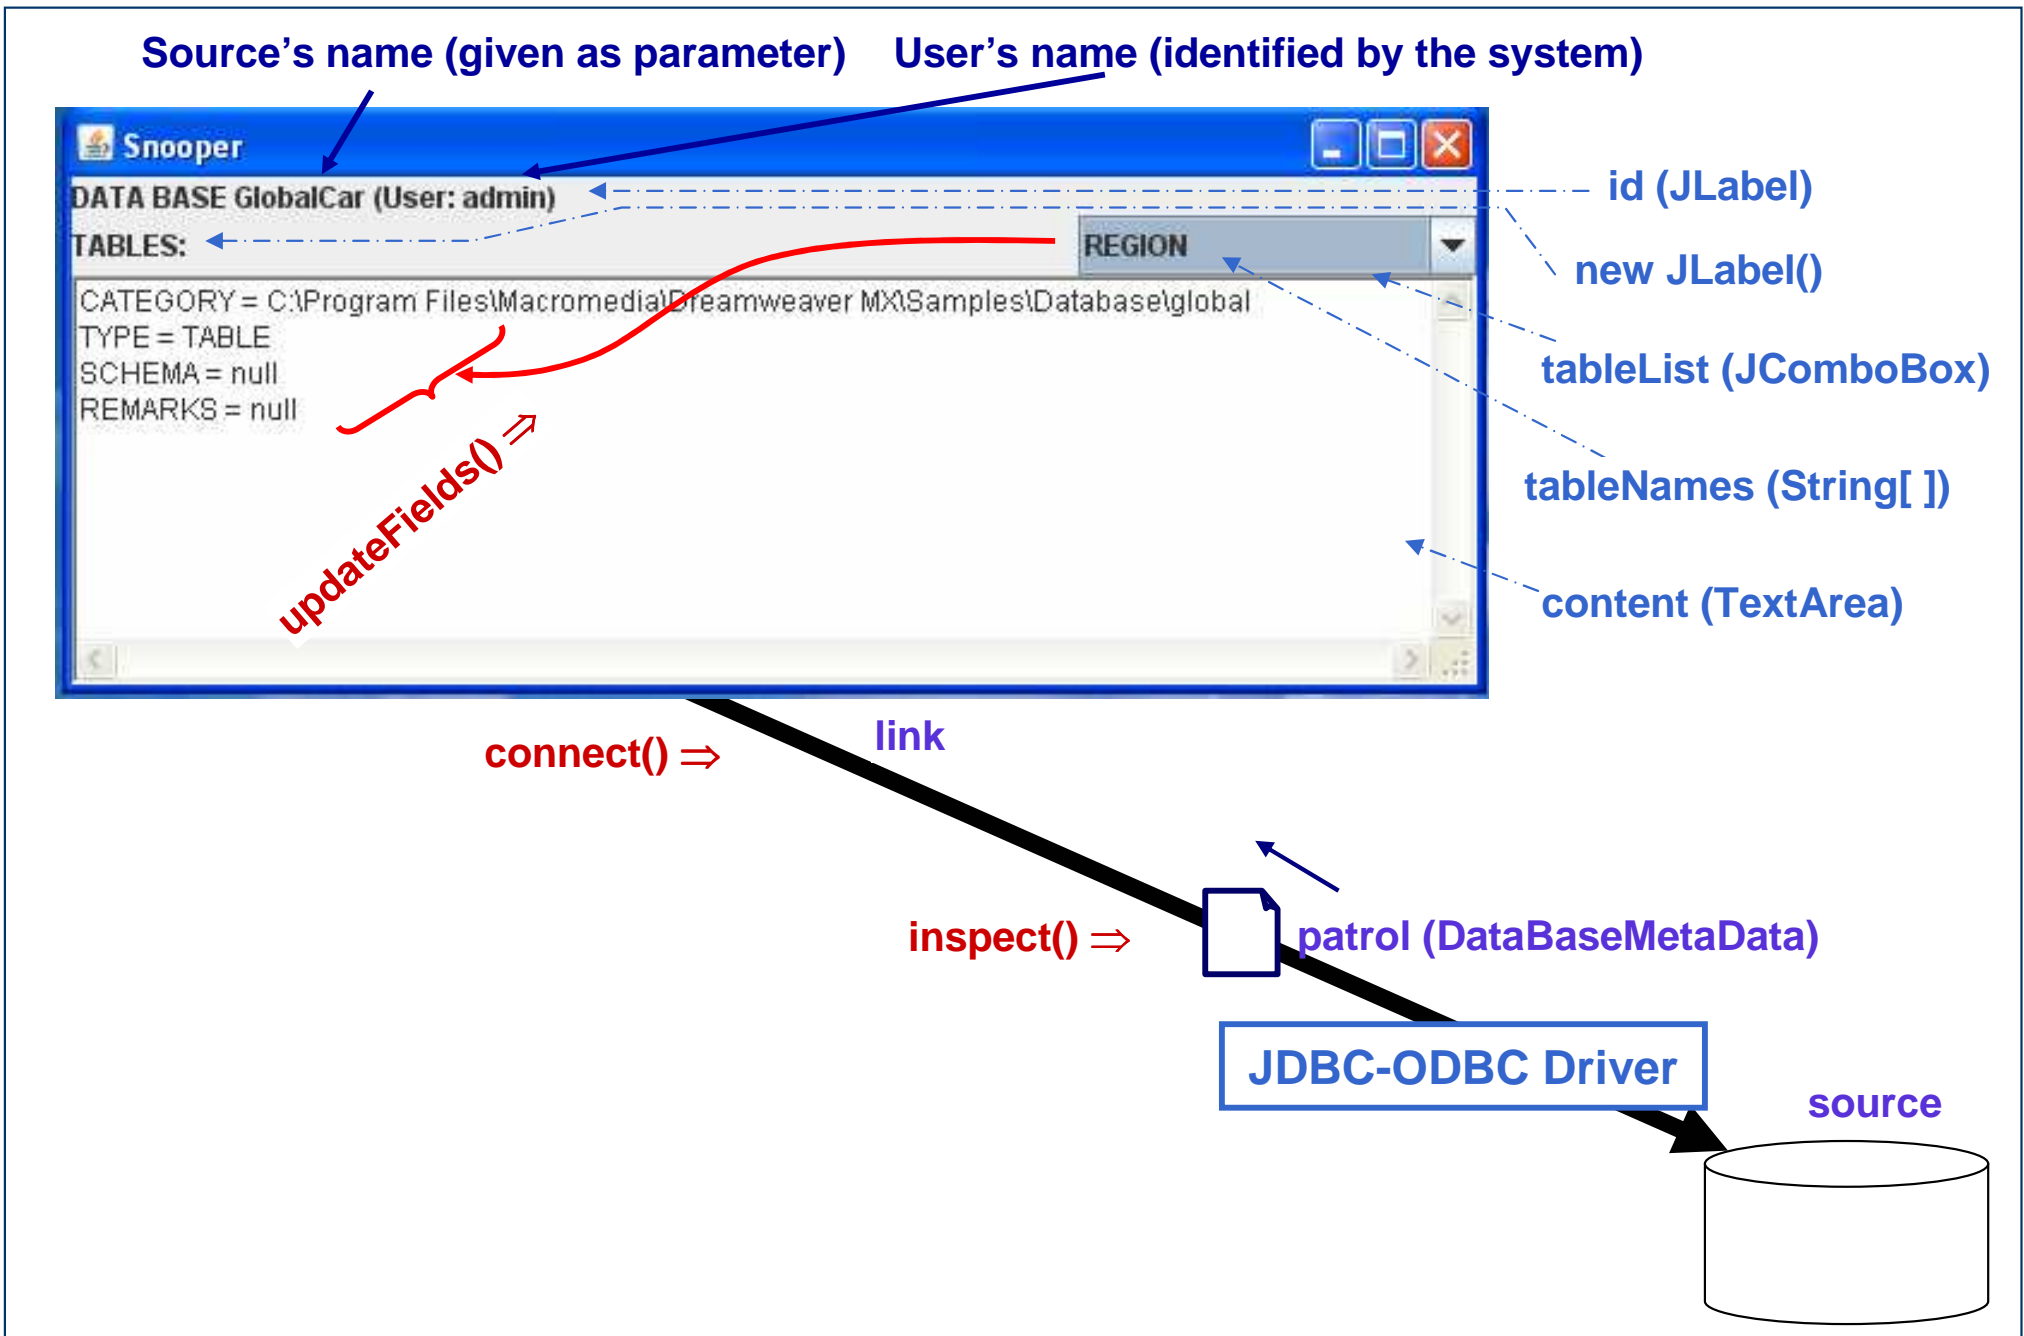 Source’s name (given as parameter) User’s name (identified by the system)
Snooper
DATA BASE GlobalCar (User: admin)
id (JLabel)
TABLES:
REGION
new JLabel()
CATEGORY = C:\Program Files\Macromedia\Dreamweaver MX\Samples\Database\global
TYPE = TABLE
SCHEMA = null
REMARKS = null
tableList (JComboBox)
tableNames (String[ ])
updateFields() ⇒
content (TextArea)
connect() ⇒
link
inspect() ⇒
patrol (DataBaseMetaData)
JDBC-ODBC Driver
source